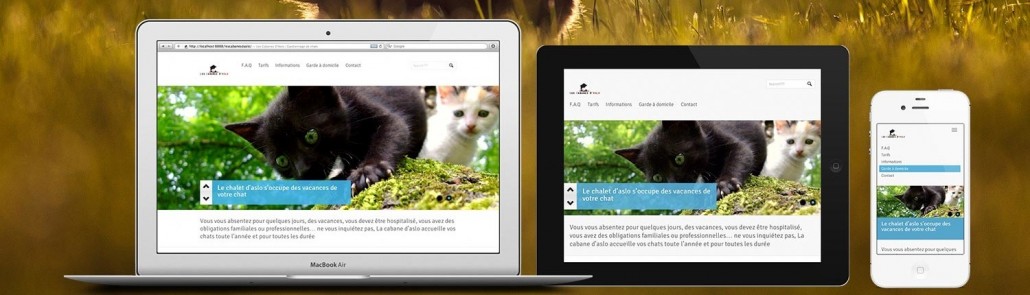 F.A.Q Tarifs Informations Garde à domicile Contact
Le chalet d'aslo s'occupe des vacances de
votre chat
Vous vous absentez pour quelques jours, des vacances, vous devez être hospitalisé, vous avez des
obligations familiales ou professionnelles... ne vous inquiétez pas, La cabane d'aslo accueille vos
chats toute l'année et pour toutes les durée
MacBook Air
F.A.Q Tarifs Informations Garde à domicile Contact
Le chalet d'aslo s'occupe des vacances de
votre chat
Vous vous absentez pour quelques jours, des vacances, vous devez être hospitalisé,
vous avez des obligations familiales ou professionnelles... ne vous inquiétez pas, La
cabane d'aslo accueille vos chats toute l'année et pour toutes les durée
F.A.Q
Tarifs
Informations
Garde à domicile
Contact
Le chalet d'aslo s'occupe des
vacances de votre chat
Vous vous absentez pour quelques